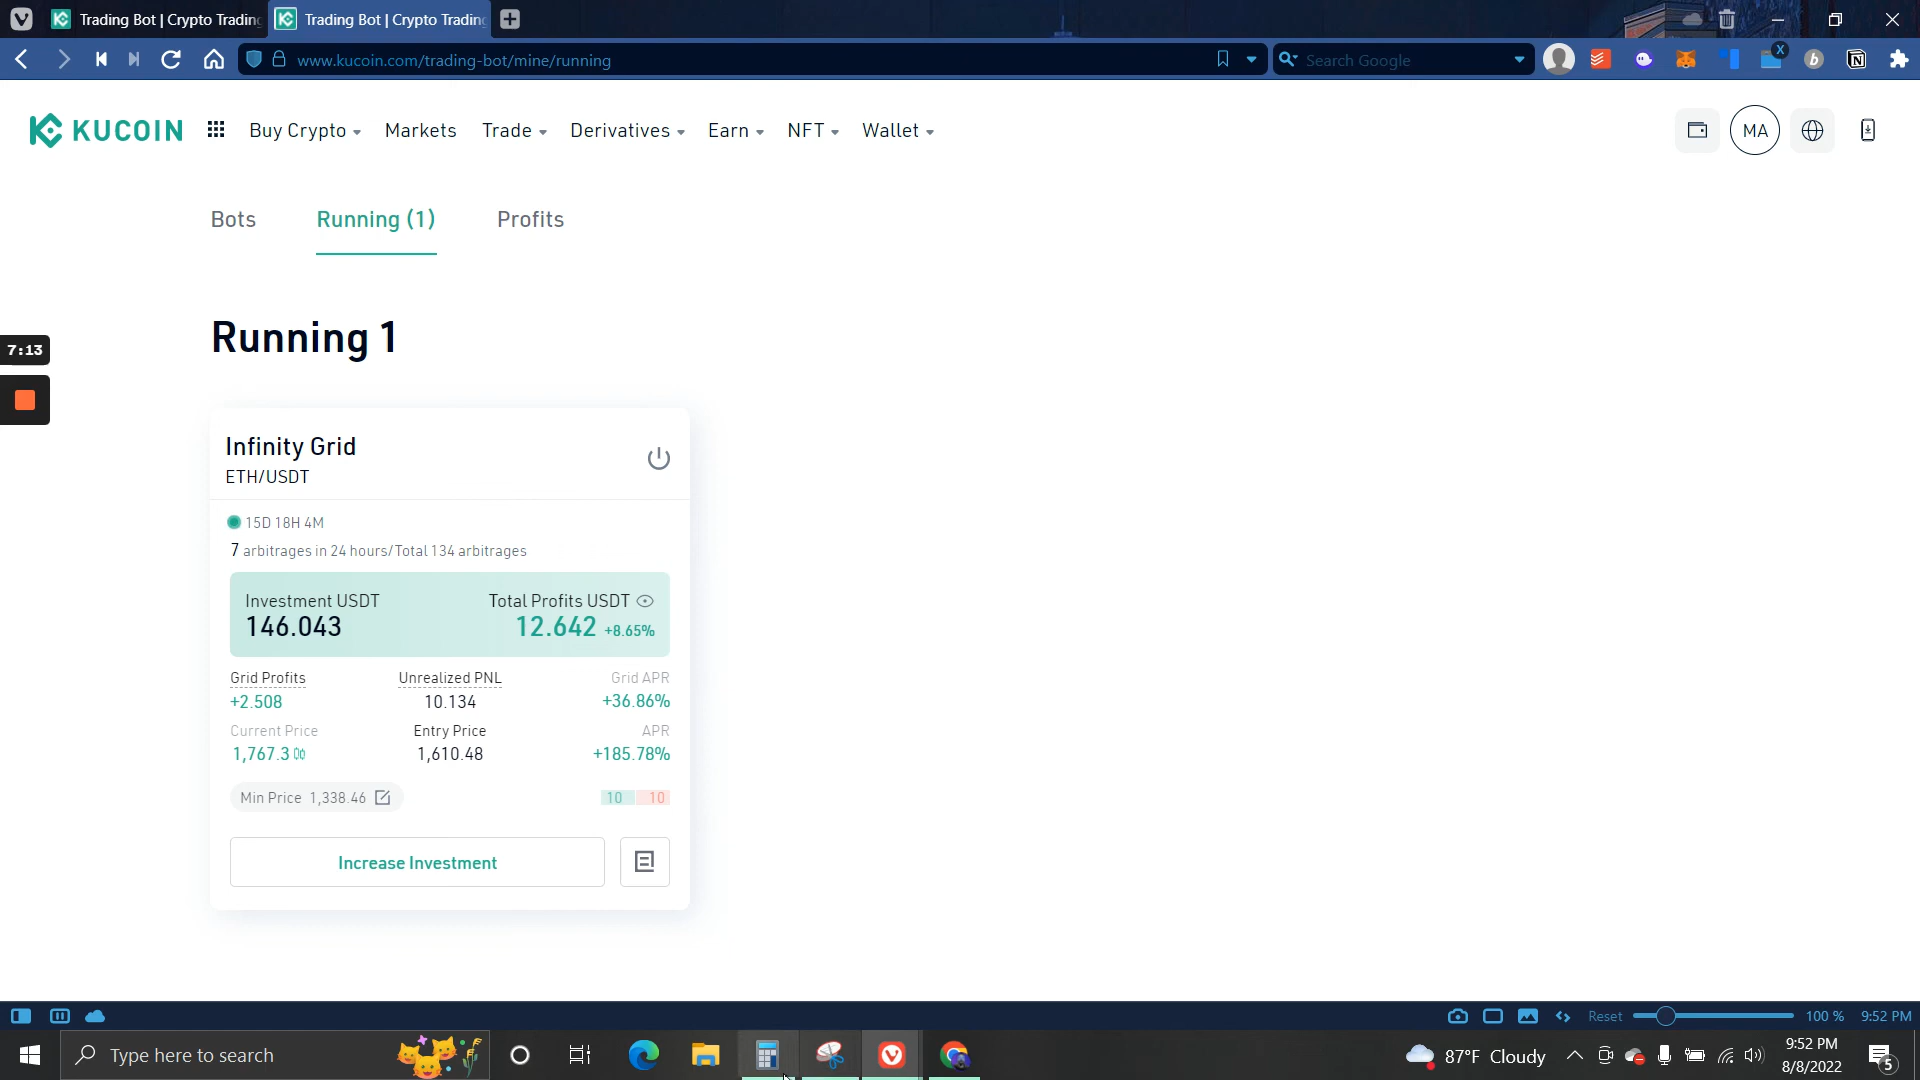 Trading Bot | Crypto Trading
Trading Bot | Crypto Trading
www.kucoin.com/trading-bot/mine/running
Search Google
X
b
N
KUCOIN
Buy Crypto
Markets
Trade
Derivatives
Earn
NFT
Wallet
MA
Bots
Running (1)
Profits
Running 1
7:13
Infinity Grid
ETH/USDT
15D 18H 4M
7 arbitrages in 24 hours/Total 134 arbitrages
Investment USDT
Total Profits USDT
146.043
12.642 +8.65%
Grid Profits
Unrealized PNL
Grid APR
+2.508
10.134
+36.86%
Current Price
Entry Price
APR
1,767.3
1,610.48
+185.78%
Min Price 1,338.46
10
10
Increase Investment
Reset
100 %
9:52 PM
Type here to search
87°F Cloudy
9:52 PM
8/8/2022
5